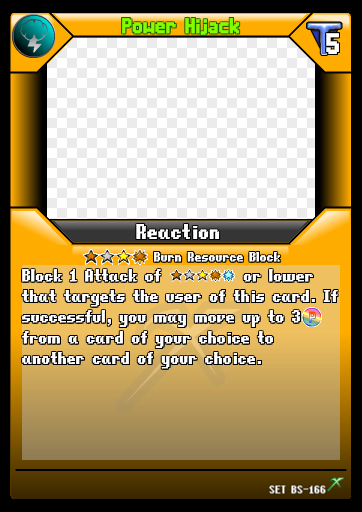 Power Hijack
T5
Reaction
Burn Resource Block
Block 1 Attack of or lower
that targets the user of this card. If
successful, you may move up to 3 P
from a card of your choice to
another card of your choice.
SET BS-166